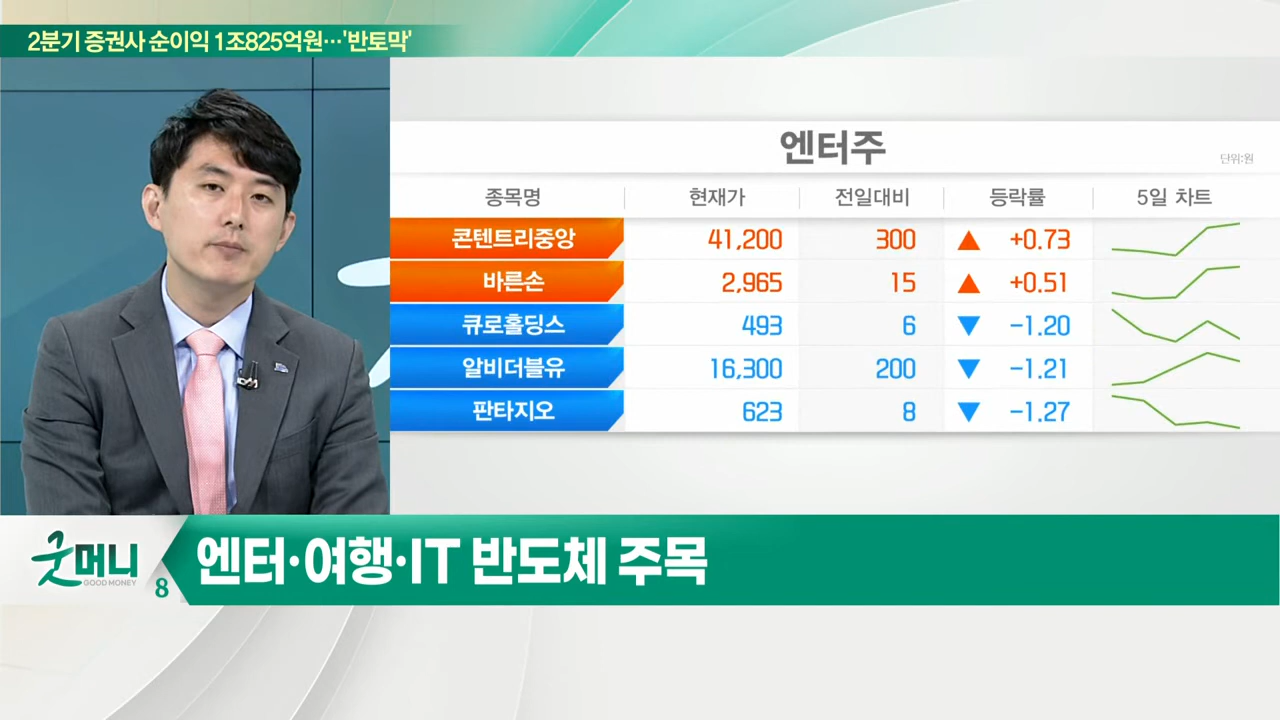 2분기 증권사 순이익 1조825억원…'반토막'
엔터주
단위:원
종목명 현재가 전일대비 등락률 5일 차트
콘텐트리중앙 41,200 300 ▲ +0.73
바른손 2,965 15 ▲ +0.51
큐로홀딩스 493 6 ▼ -1.20
알비더블유 16,300 200 ▼ -1.21
판타지오 623 8 ▼ -1.27
굿머니
GOOD MONEY
8
엔터·여행·IT 반도체 주목